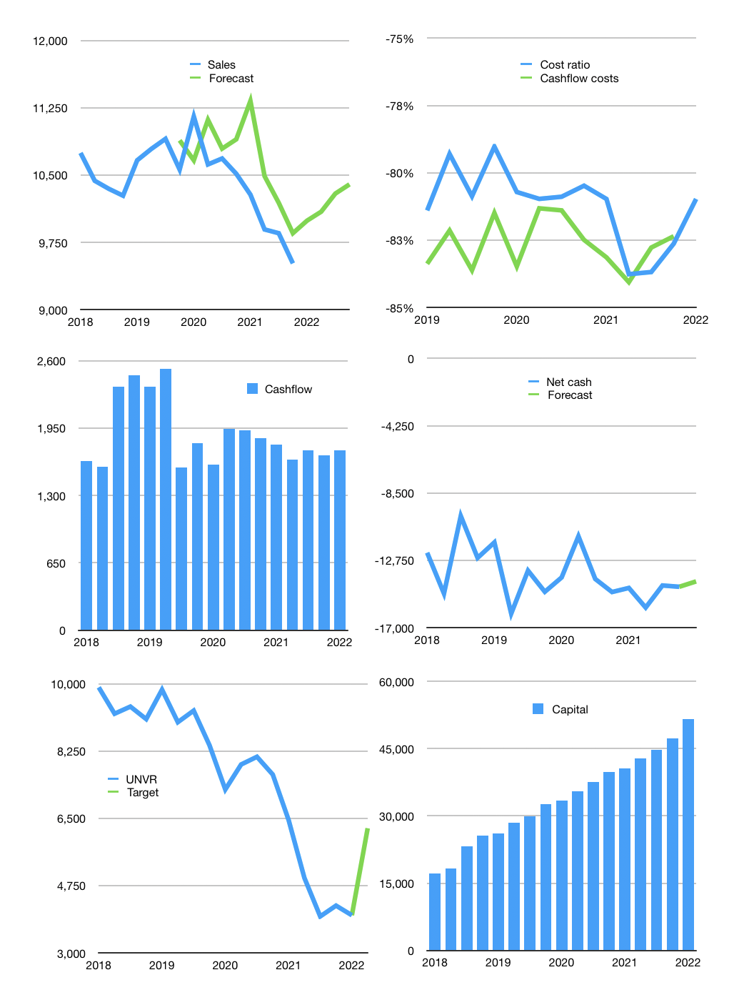 12,000
Sales
Forecast
11,250
10,500
9,750
9,000
2018 2019 2020 2021 2022
-75%
Cost ratio
Cashflow costs
-78%
-80%
-83%
-85%
2019 2020 2021 2022
2,600
Cashflow
1,950
1,300
650
0
2018 2019 2020 2021 2022
0
Net cash
Forecast
-4,250
-8,500
-12,750
-17,000
2018 2019 2020 2021
10,000
8,250
UNVR
Target
6,500
4,750
3,000
2018 2019 2020 2021 2022
60,000
Capital
45,000
30,000
15,000
0
2018 2019 2020 2021 2022